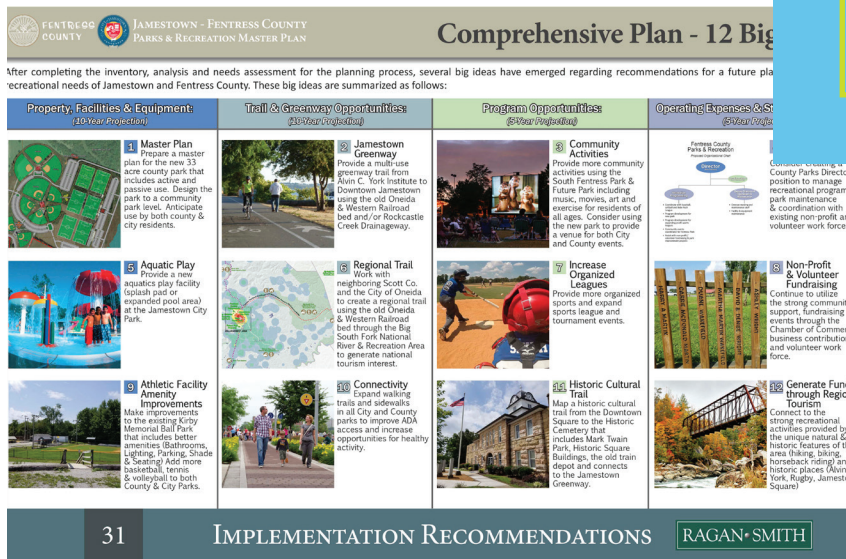 FENTRESS
COUNTY
JAMESTOWN - FENTRESS COUNTY
PARKS & RECREATION MASTER PLAN
Comprehensive Plan - 12 Big
After completing the inventory, analysis and needs assessment for the planning process, several big ideas have emerged regarding recommendations for a future
recreational needs of Jamestown and Fentress County. These big ideas are summarized as follows:
Property, Facilities & Equipment:
(10-Year Projection)
1 Master Plan
Prepare a master
plan for the new 33
acre county park that
includes active and
passive use. Design the
park to a community
park level. Anticipate
use by both county &
city residents.
5 Aquatic Play
Provide a new
aquatics play facility
(splash pad or
expanded pool area)
at the Jamestown City
Park.
9 Athletic Facility
Amenity
Improvements
Make improvements
to the existing Kirby
Memorial Ball Park
that includes better
amenities (Bathrooms,
Lighting, Parking, Shade
& Seating) Add more
basketball, tennis
& volleyball to both
County & City Parks.
Trail & Greenway Opportunities:
(10-Year Projection)
2 Jamestown
Greenway
Provide a multi-use
greenway trail from
Alvin C. York Institute to
Downtown Jamestown
using the old Oneida
& Western Railroad
bed and/or Rockcastle
Creek Drainageway.
6 Regional Trail
Work with
neighboring Scott Co.
and the City of Oneida
to create a regional trail
using the old Oneida
& Western Railroad
bed through the Big
South Fork National
River & Recreation Area
to generate national
tourism interest.
10 Connectivity
Expand walking
trails and sidewalks
in all City and County
parks to improve ADA
access and increase
opportunities for healthy
activity.
Program Opportunities:
(5-Year Projection)
3 Community
Activities
Provide more community
activities using the
South Fentress Park &
Future Park including
music, movies, art and
exercise for residents of
all ages. Consider using
the new park to provide
a venue for both City
and County events.
7 Increase
Organized
Leagues
Provide more organized
sports and expand
sports league and
tournament events.
11 Historic Cultural
Trail
Map a historic cultural
trail from the Downtown
Square to the Historic
Cemetery that
includes Mark Twain
Park, Historic Square
Buildings, the old train
depot and connects
to the Jamestown
Greenway.
Operating Expenses &
(5-Year
Fentress County
Parks & Recreation
Director
County Parks
position to manage
recreational
park maintenance
& coordination with
existing non-profit
volunteer work
8 Non-Profit
& Volunteer
Fundraising
Continue to utilize
the strong
support, fundraising
events through the
Chamber of
business
and volunteer work
force.
12 Generate
through
Tourism
Connect to the
strong recreational
activities provided
the unique natural &
historic features of
area (hiking, biking,
horseback riding)
historic places
York, Rugby,
Square)
31
IMPLEMENTATION RECOMMENDATIONS
RAGAN SMITH